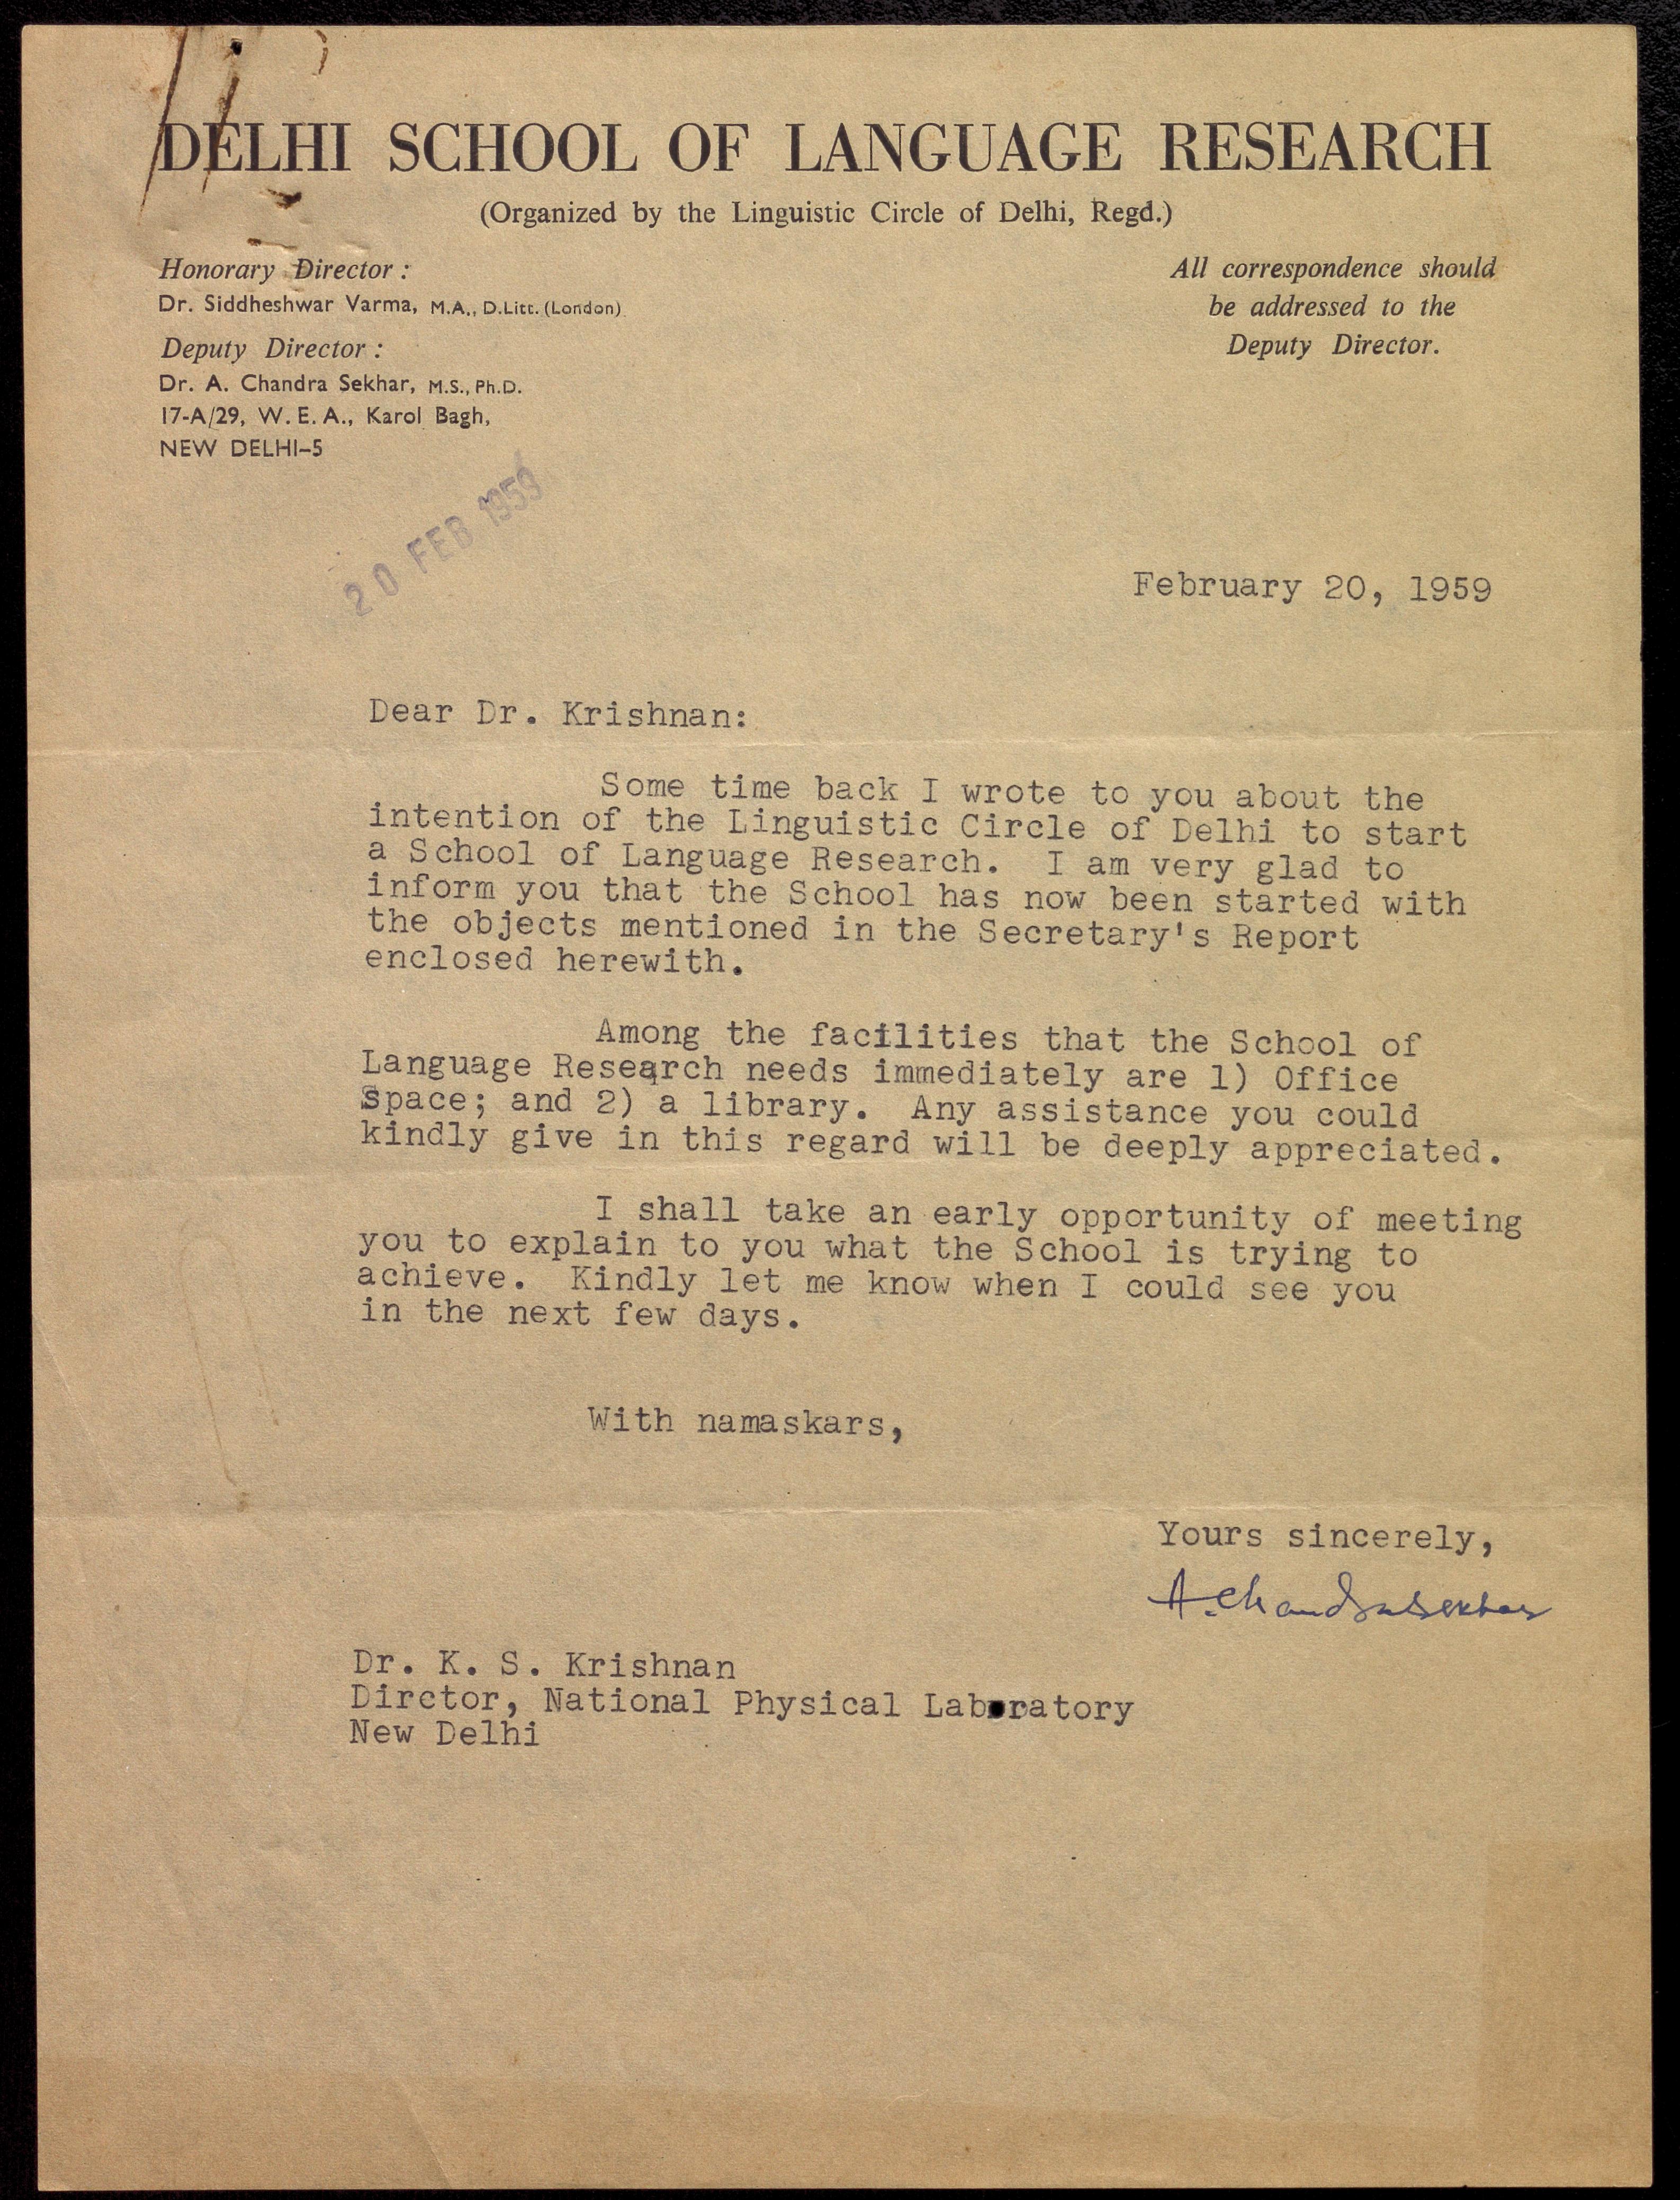 DELHI SCHOOL OF LANGUAGE RESEARCH
(Organized by the Linguistic Circle of Delhi, Regd.)
Honorary Director :
Dr. Siddheshwar Varma, M.A., D.Litt. (London)
Deputy Director :
Dr. A. Chandra Sekhar, M.S., Ph.D.
17-A/29, W. E. A., Karol Bagh,
NEW DELHI-5
All correspondence should
be addressed to the
Deputy Director.
20 FEB 1959
February 20, 1959
Dear Dr. Krishnan:
Some time back I wrote to you about the
intention of the Linguistic Circle of Delhi to start
a School of Language Research. I am very glad to
inform you that the School has now been started with
the objects mentioned in the Secretary's Report
enclosed herewith.
Among the facilities that the School of
Language Research needs immediately are 1) Office
Space; and 2) a library. Any assistance you could
kindly give in this regard will be deeply appreciated.
I shall take an early opportunity of meeting
you to explain to you what the School is trying to
achieve. Kindly let me know when I could see you
in the next few days.
With namaskars,
Yours sincerely,
A. Chandrasekhar
Dr. K. S. Krishnan
Dirctor, National Physical Laboratory
New Delhi